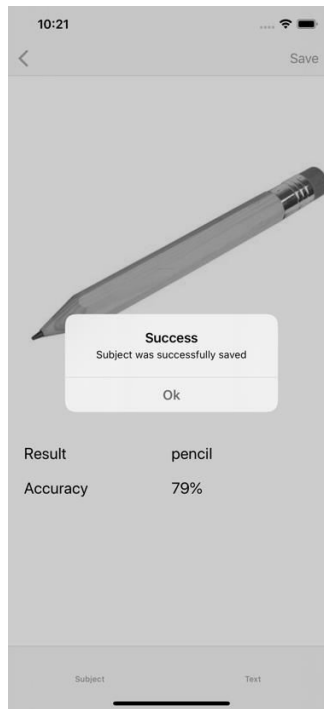 10:21
Save
Success
Subject was successfully saved
Ok
Result pencil
Accuracy 79%
Subject Text